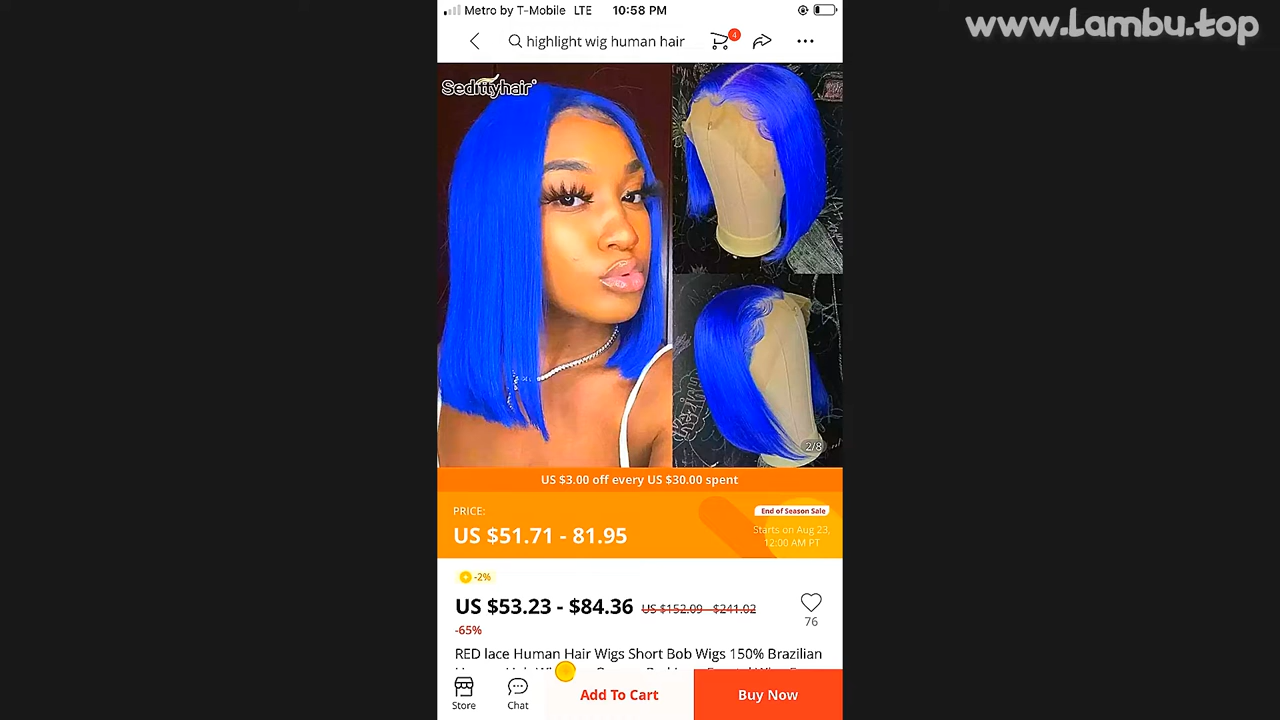 Metro by T-Mobile LTE 10:58 PM
www.Lambu.top
highlight wig human hair
4
Sedittyhair
2/8
US $3.00 off every US $30.00 spent
PRICE:
US $51.71 - 81.95
End of Season Sale
Starts on Aug 23,
12:00 AM PT
-2%
US $53.23 - $84.36 US $152.09 - $241.02
76
-65%
RED lace Human Hair Wigs Short Bob Wigs 150% Brazilian
Store
Chat
Add To Cart
Buy Now